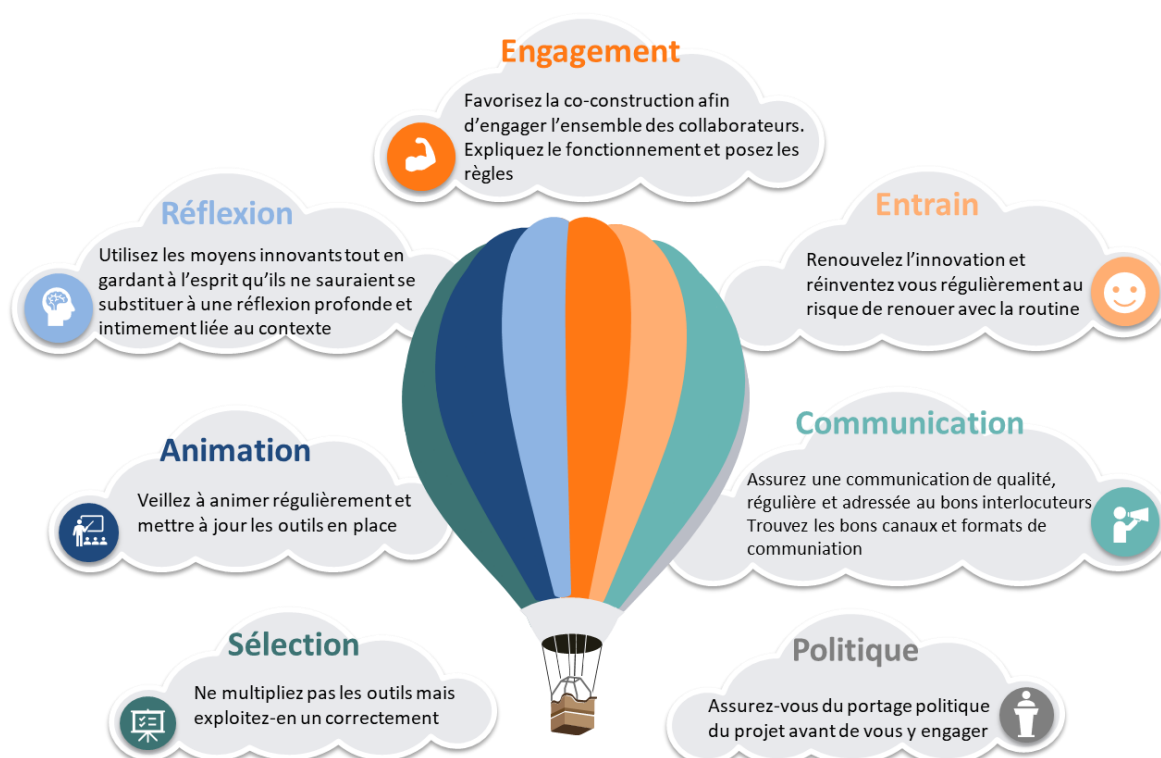 Engagement
Favorisez la co-construction afin
d'engager l'ensemble des collaborateurs.
Expliquez le fonctionnement et posez les
règles
Réflexion
Utilisez les moyens innovants tout en
gardant à l'esprit qu'ils ne sauraient se
substituer à une réflexion profonde et
intimement liée au contexte
Entrain
Renouvelez l'innovation et
réinventez vous régulièrement au
risque de renouer avec la routine
Animation
Veillez à animer régulièrement et
mettre à jour les outils en place
Communication
Assurez une communication de qualité,
régulière et adressée au bons interlocuteurs
Trouvez les bons canaux et formats de
communiation
Sélection
Ne multipliez pas les outils mais
exploitez-en un correctement
Politique
Assurez-vous du portage politique
du projet avant de vous y engager